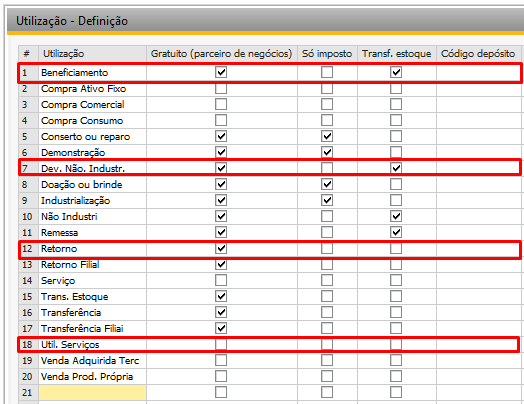 Utilização - Definição
# Utilização Gratuito (parceiro de negócios) Só imposto Transf. estoque Código depósito
1 Beneficiamento
2 Compra Ativo Fixo
3 Compra Comercial
4 Compra Consumo
5 Conserto ou reparo
6 Demonstração
7 Dev. Não. Industr.
8 Doação ou brinde
9 Industrialização
10 Não Industri
11 Remessa
12 Retorno
13 Retorno Filial
14 Serviço
15 Trans. Estoque
16 Transferência
17 Transferência Filiai
18 Util. Serviços
19 Venda Adquirida Terc
20 Venda Prod. Própria
21